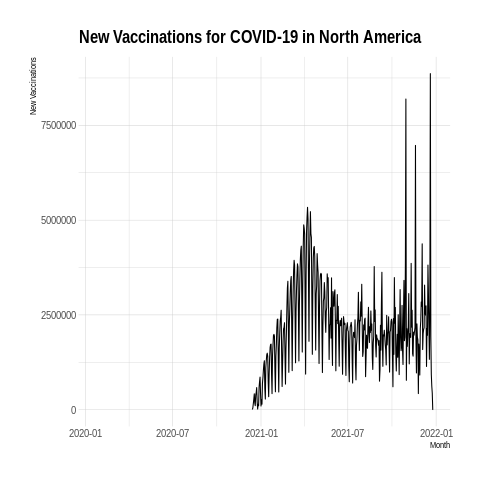 New Vaccinations for COVID-19 in North America
New Vaccinations
7500000
5000000
2500000
0
2020-01 2020-07 2021-01 2021-07 2022-01
Month